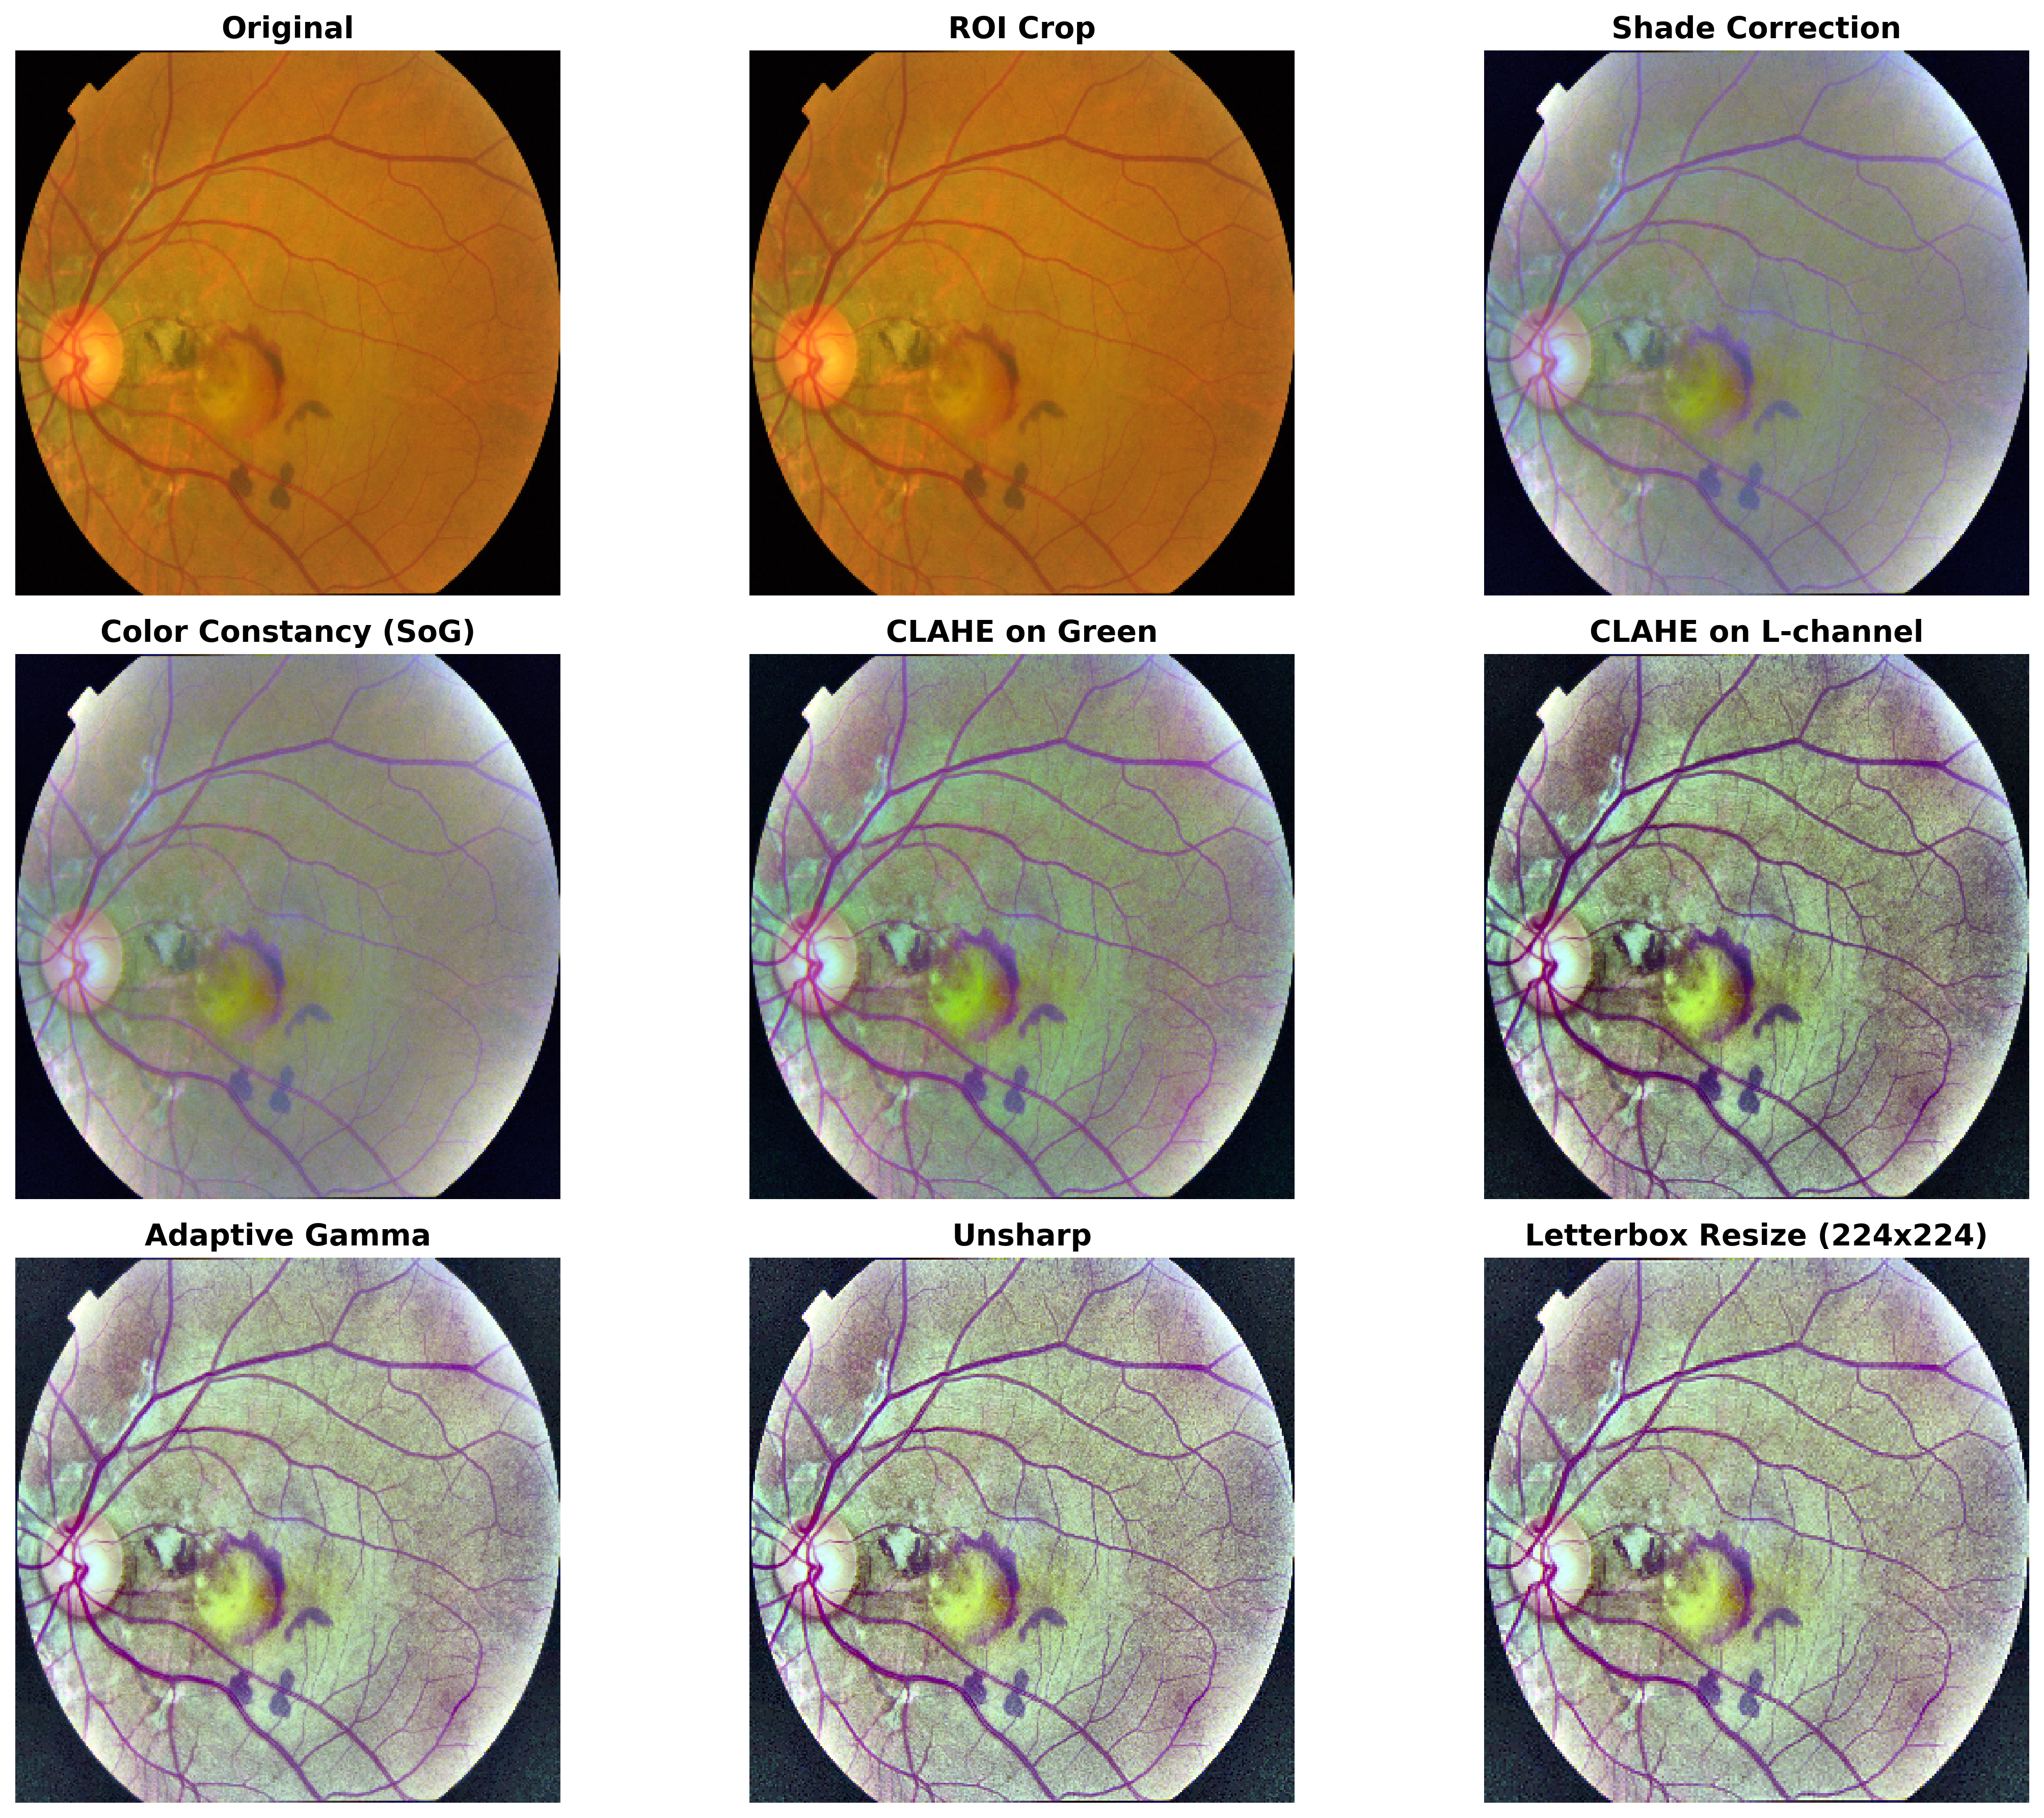 Original
ROI Crop
Shade Correction
Color Constancy (SoG)
CLAHE on Green
CLAHE on L-channel
Adaptive Gamma
Unsharp
Letterbox Resize (224x224)